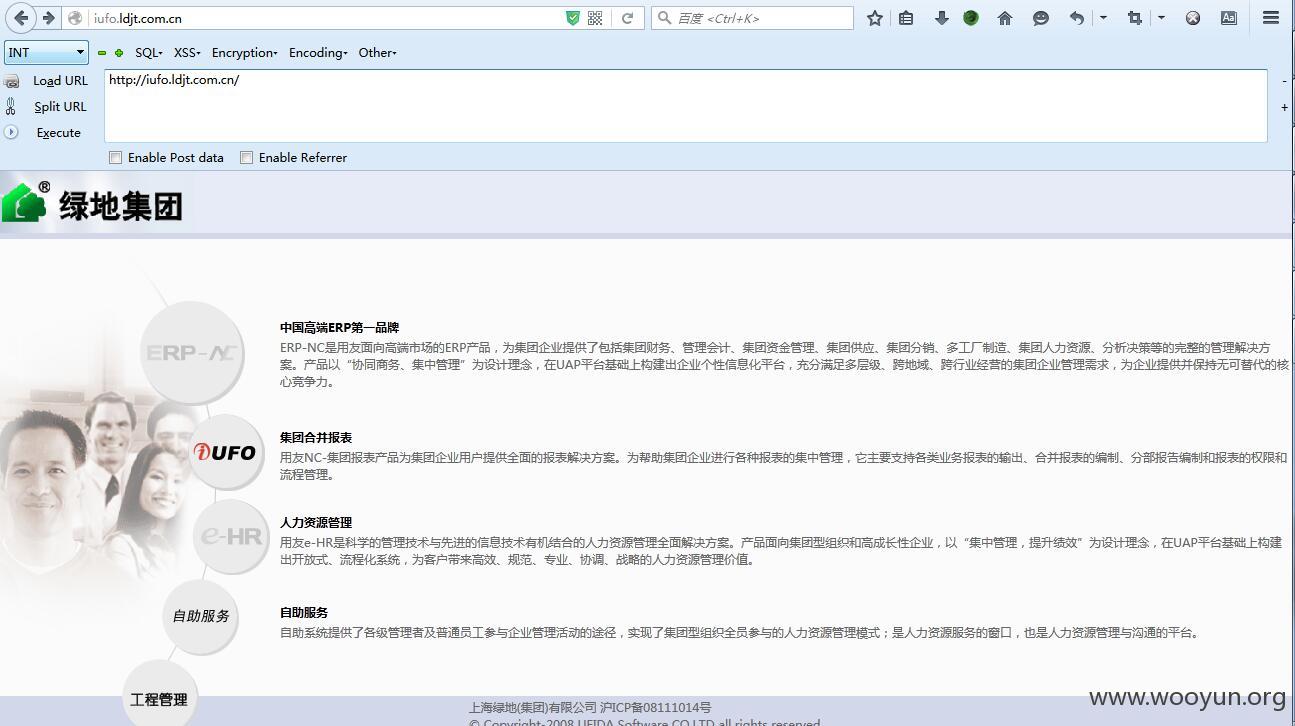 iufo.ldjt.com.cn
百度 <Ctrl+K>
INT
SQL XSS Encryption Encoding Other
Load URL
http://iufo.ldjt.com.cn/
Split URL
Execute
Enable Post data Enable Referrer
绿地集团®
ERP-NC
中国高端ERP第一品牌
ERP-NC是用友面向高端市场的ERP产品，为集团企业提供了包括集团财务、管理会计、集团资金管理、集团供应、集团分销、多工厂制造、集团人力资源、分析决策等的完整的管理解决方
案。产品以“协同商务、集中管理”为设计理念，在UAP平台基础上构建出企业个性信息化平台，充分满足多层级、跨地域、跨行业经营的集团企业管理需求，为企业提供并保持无可替代的核
心竞争力。
iUFO
集团合并报表
用友NC-集团报表产品为集团企业用户提供全面的报表解决方案。为帮助集团企业进行各种报表的集中管理，它主要支持各类业务报表的输出、合并报表的编制、分部报告编制和报表的权限和
流程管理。
e-HR
人力资源管理
用友e-HR是科学的管理技术与先进的信息技术有机结合的人力资源管理全面解决方案。产品面向集团型组织和高成长性企业，以“集中管理，提升绩效”为设计理念，在UAP平台基础上构建
出开放式、流程化系统，为客户带来高效、规范、专业、协调、战略的人力资源管理价值。
自助服务
自助服务
自助系统提供了各级管理者及普通员工参与企业管理活动的途径，实现了集团型组织全员参与的人力资源管理模式；是人力资源服务的窗口，也是人力资源管理与沟通的平台。
工程管理
上海绿地(集团)有限公司 沪ICP备08111014号
© Copyright-2008 UFIDA Software CO.LTD all rights reserved
www.wooyun.org